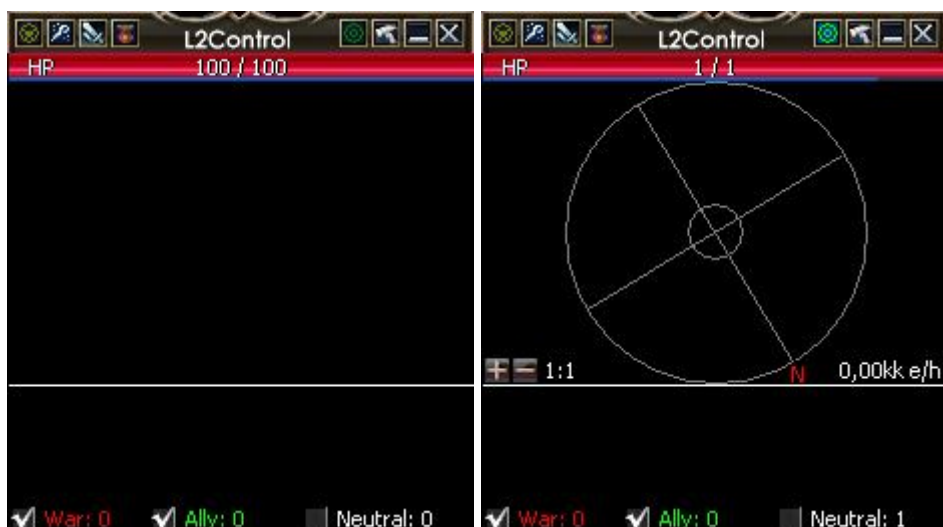 L2Control
HP 100 / 100
War: 0 Ally: 0 Neutral: 0
L2Control
HP 1 / 1
1:1 N 0,00kk e/h
War: 0 Ally: 0 Neutral: 1